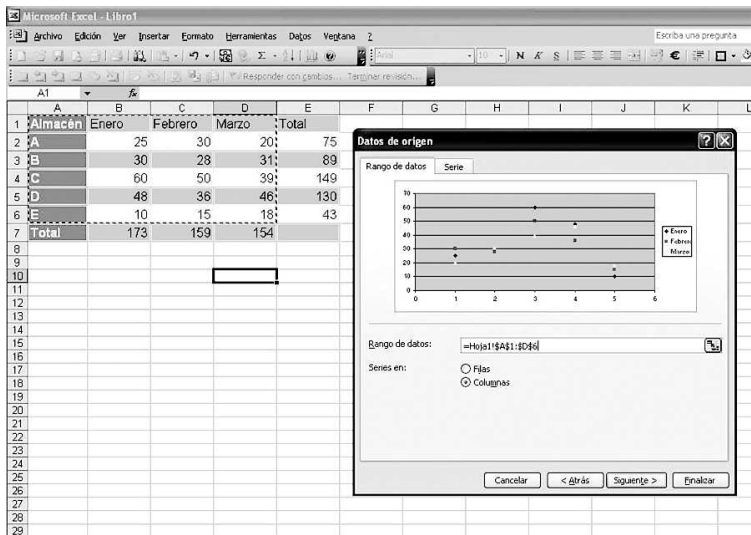 Microsoft Excel - Libro1
Archivo Edición Ver Insertar Formato Herramientas Datos Ventana ?
Escriba una pregunta
Arial 10 N K S €
Responder con cambios... Terminar revisión...
A1 fx
A B C D E F G H I J K L
1 Almacén Enero Febrero Marzo Total
2 A 25 30 20 75
3 B 30 28 31 89
4 C 60 50 39 149
5 D 48 36 46 130
6 E 10 15 18 43
7 Total 173 159 154
8
9
10
11
12
13
14
15
16
17
18
19
20
21
22
23
24
25
26
27
28
29
Datos de origen
Rango de datos Serie
70
60
50
40
30
20
10
0
0 1 2 3 4 5 6
Enero
Febrero
Marzo
Rango de datos: =Hoja1!$A$1:$D$6
Series en: Filas
Columnas
Cancelar < Atrás Siguiente > Finalizar